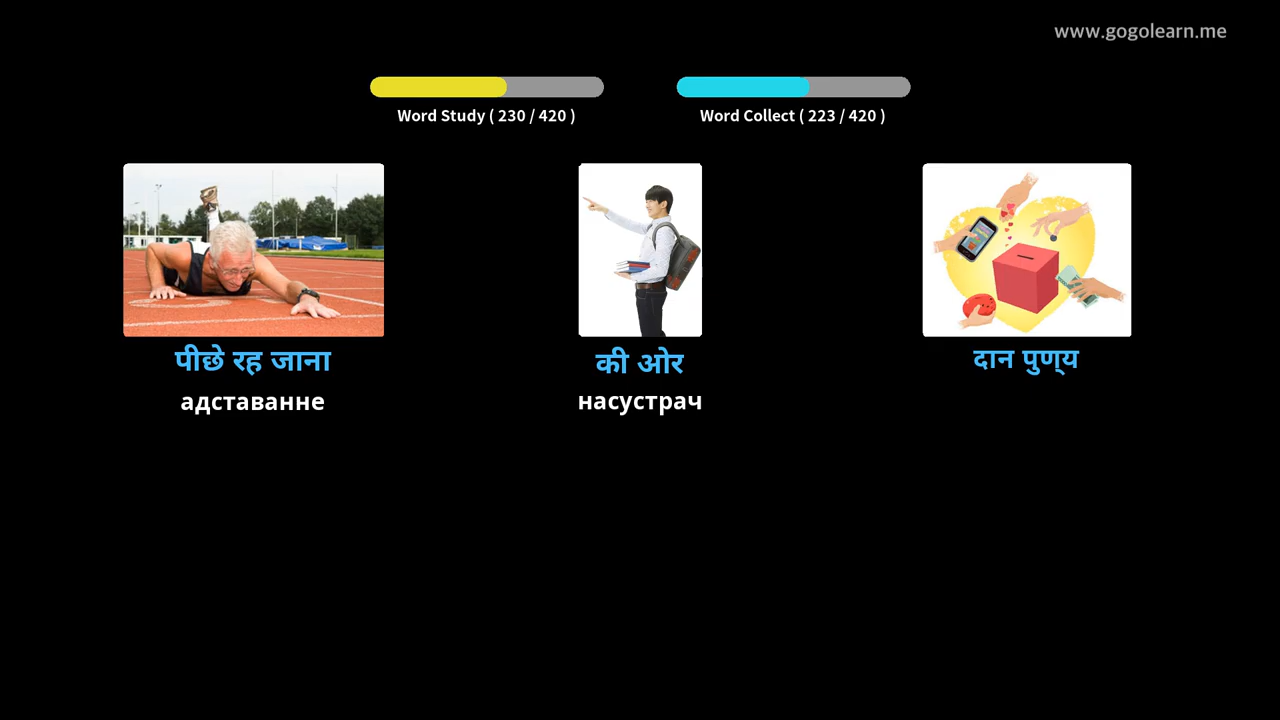 www.gogolearn.me
Word Study ( 230 / 420 )
Word Collect ( 223 / 420 )
पीछे रह जाना
की ओर
दान पुण्य
адставанне
насустрач